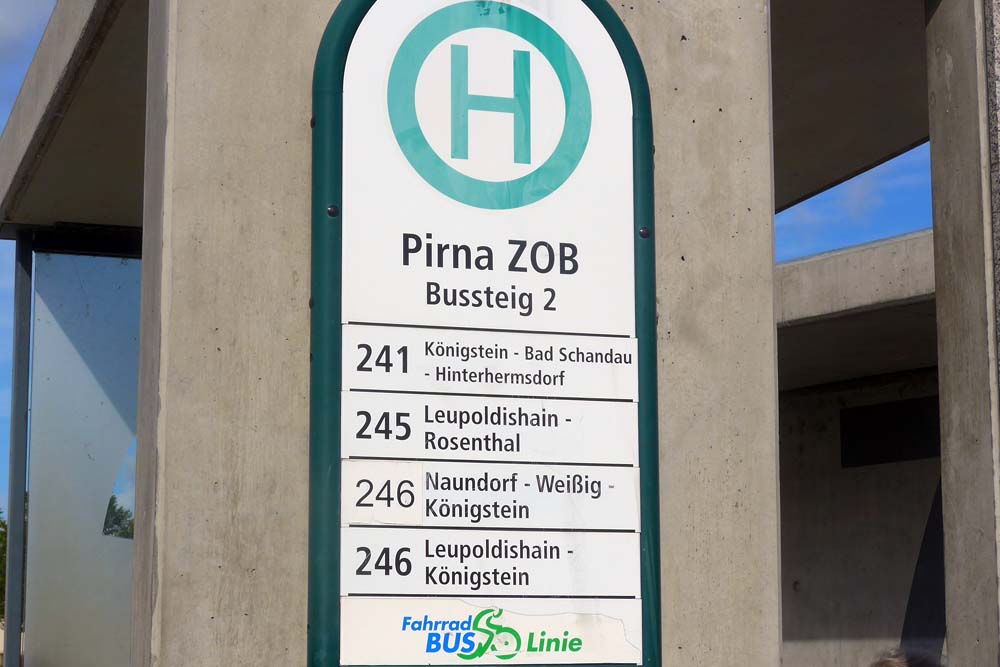 H
Pirna ZOB
Bussteig 2
241 Königstein - Bad Schandau
- Hinterhermsdorf
245 Leupoldishain -
Rosenthal
246 Naundorf - Weißig -
Königstein
246 Leupoldishain -
Königstein
Fahrrad
BUS Linie